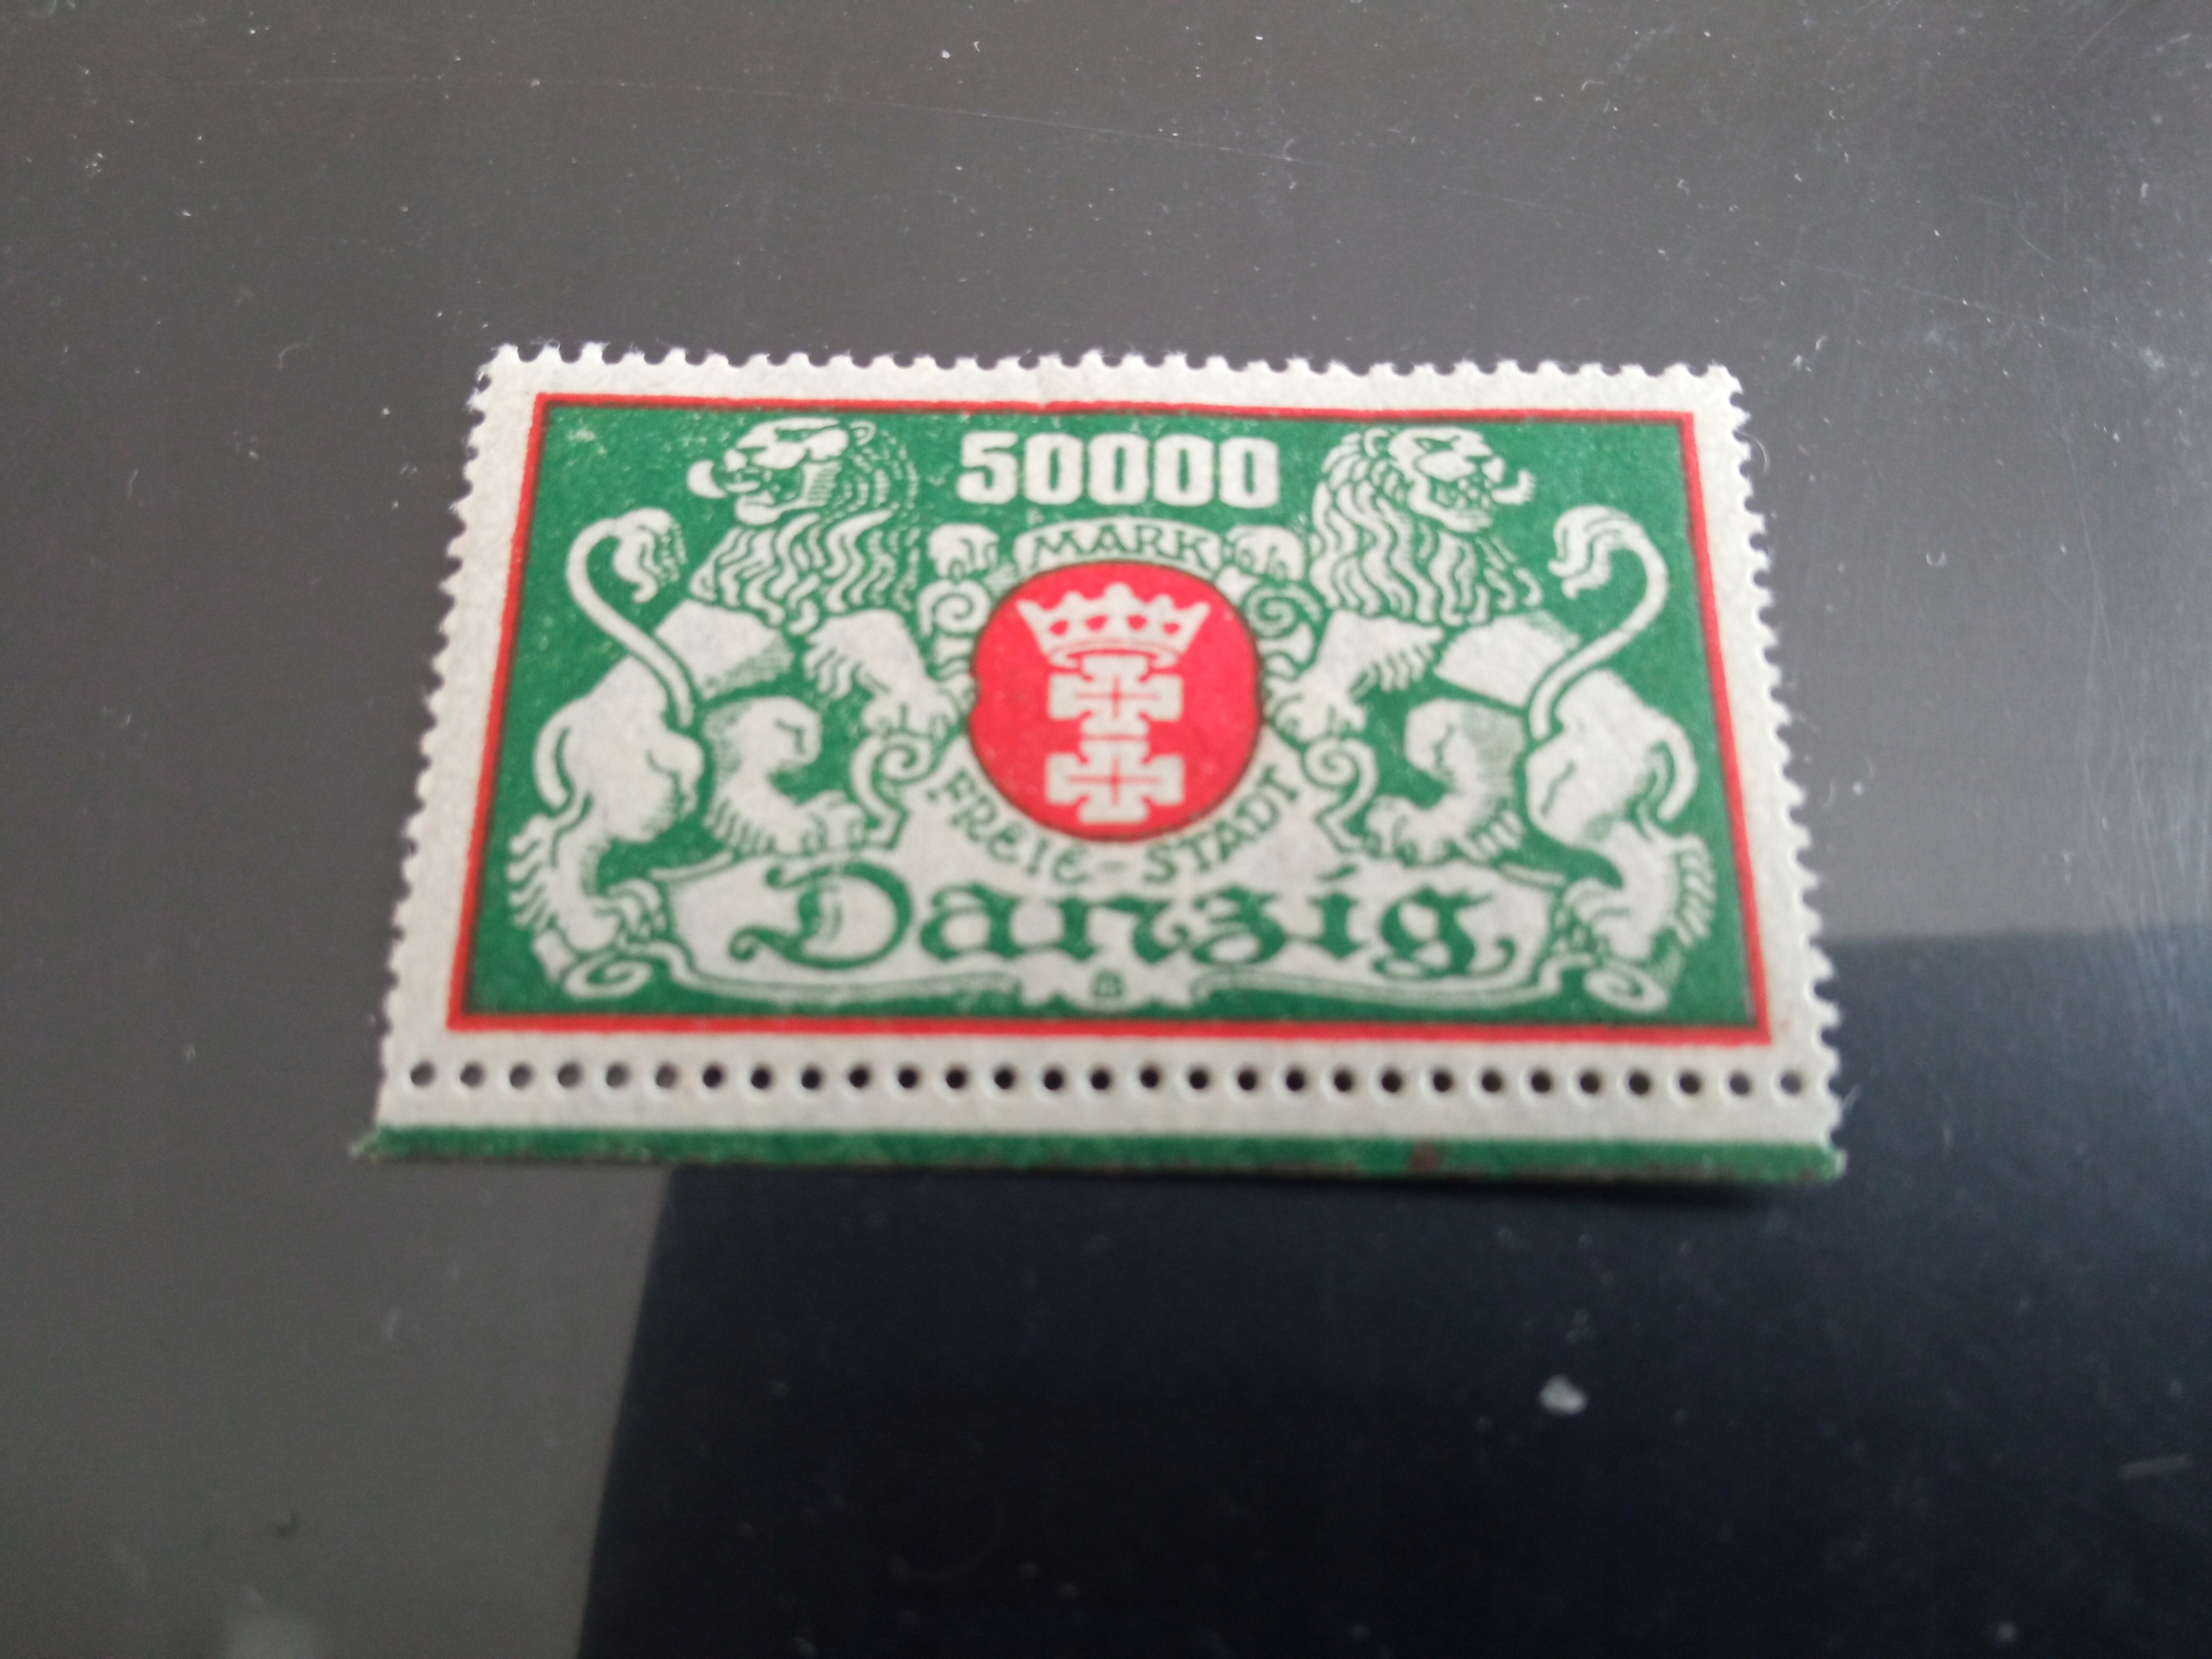 50000
MARK
FREIE-STADT
Danzig